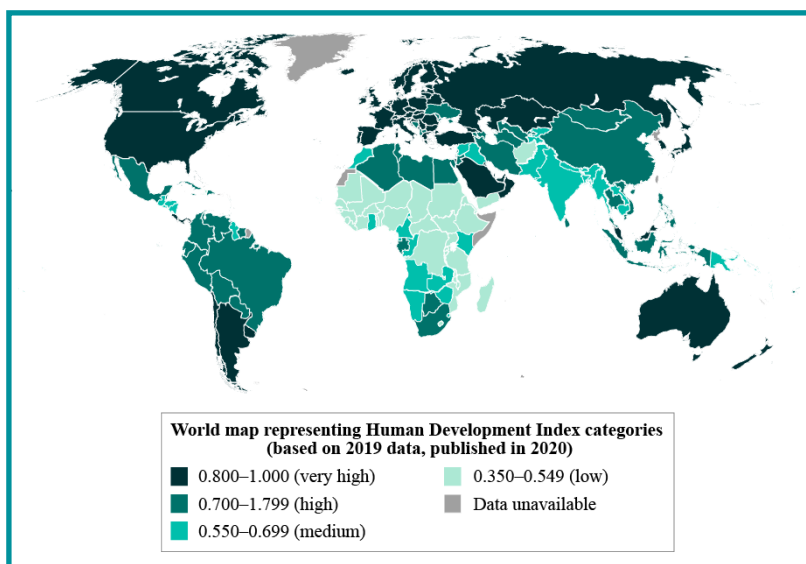 World map representing Human Development Index categories
(based on 2019 data, published in 2020)
0.800–1.000 (very high)
0.700–1.799 (high)
0.550–0.699 (medium)
0.350–0.549 (low)
Data unavailable